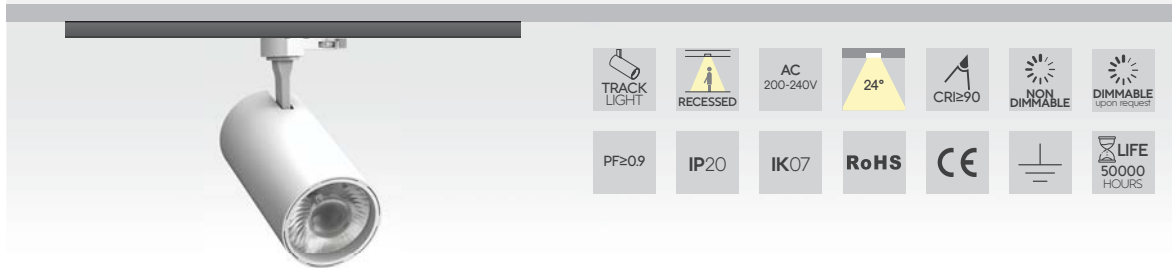 TRACK
LIGHT
RECESSED
AC
200-240V
24°
CRI≥90
NON
DIMMABLE
DIMMABLE
upon request
PF≥0.9
IP20
IK07
RoHS
CE
LIFE
50000
HOURS